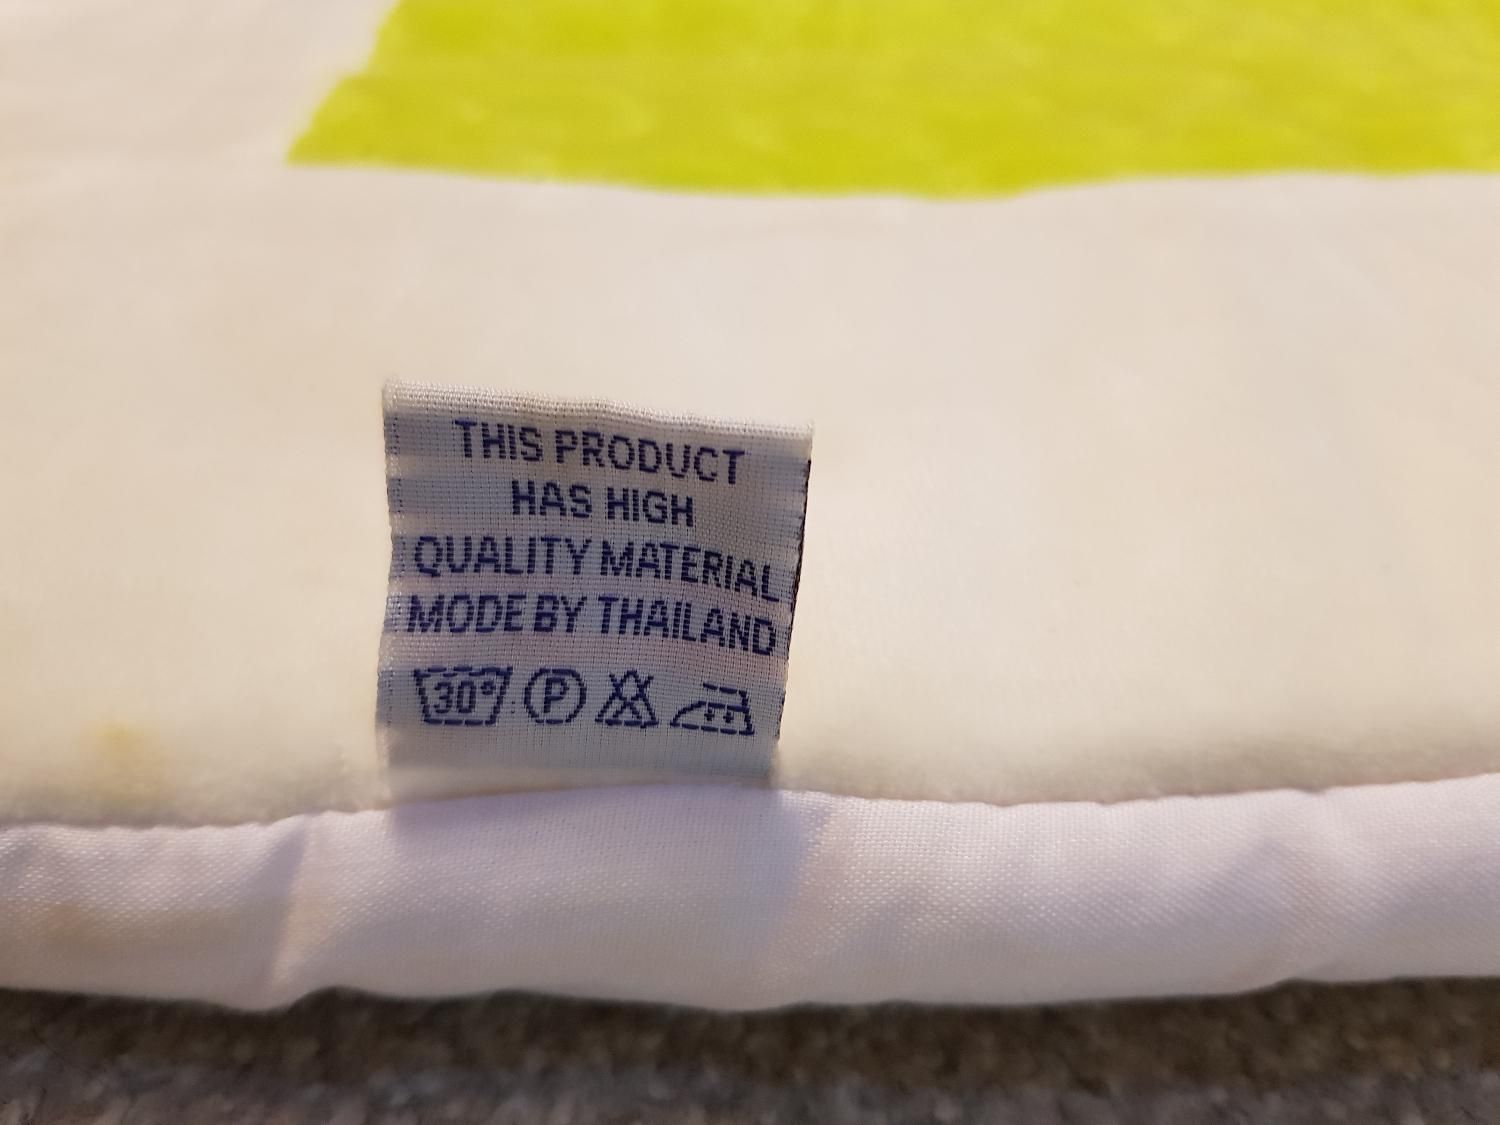 THIS PRODUCT
HAS HIGH
QUALITY MATERIAL
MODE BY THAILAND
30° P